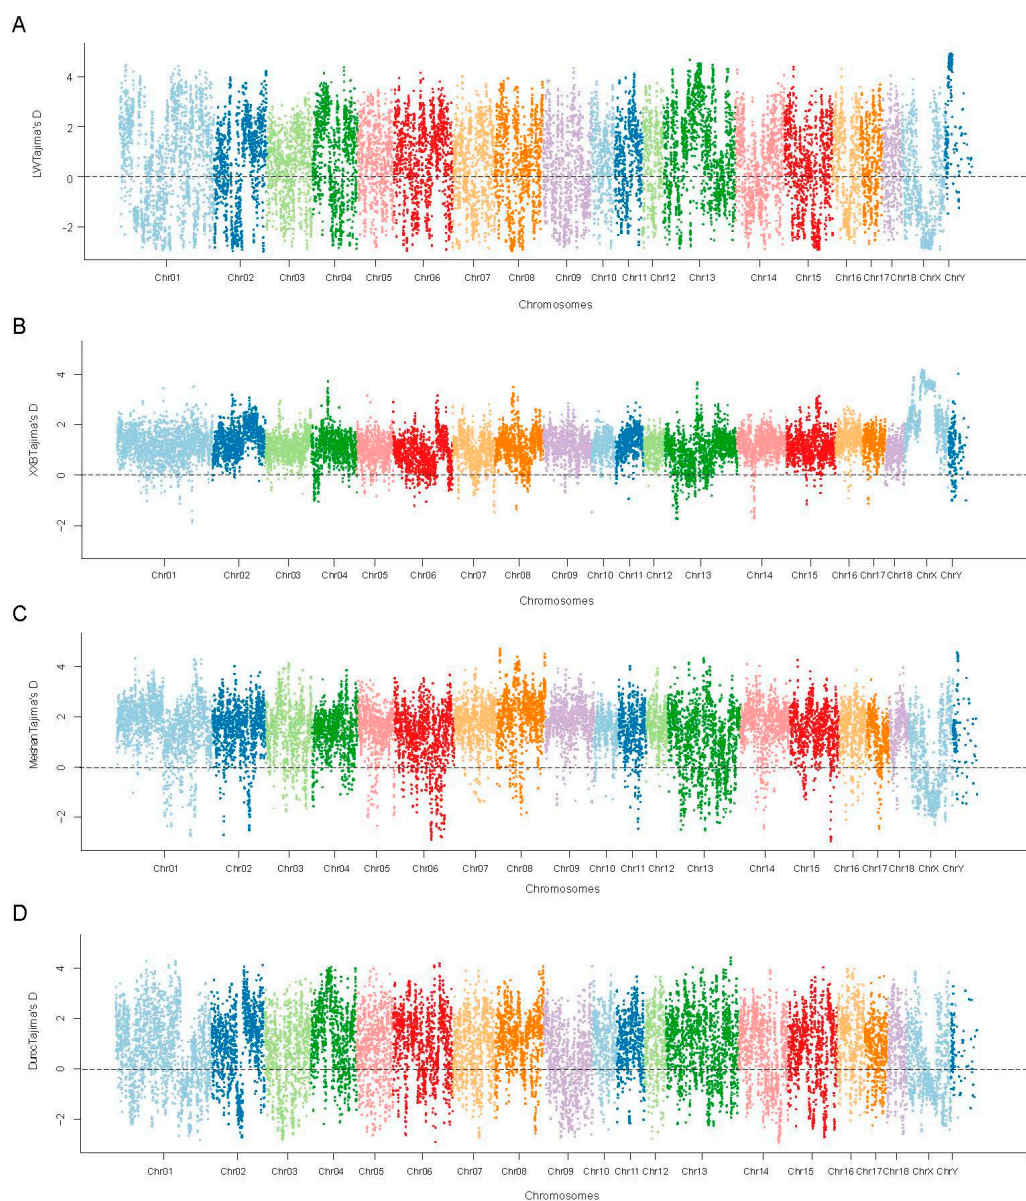 A
LWTajima's D
4
2
0
−2
Chr01 Chr02 Chr03 Chr04 Chr05 Chr06 Chr07 Chr08 Chr09 Chr10 Chr11 Chr12 Chr13 Chr14 Chr15 Chr16 Chr17 Chr18 ChrX ChrY
Chromosomes
B
XXBTajima's D
4
2
0
−2
Chr01 Chr02 Chr03 Chr04 Chr05 Chr06 Chr07 Chr08 Chr09 Chr10 Chr11 Chr12 Chr13 Chr14 Chr15 Chr16 Chr17 Chr18 ChrX ChrY
Chromosomes
C
MeishanTajima's D
4
2
0
−2
Chr01 Chr02 Chr03 Chr04 Chr05 Chr06 Chr07 Chr08 Chr09 Chr10 Chr11 Chr12 Chr13 Chr14 Chr15 Chr16 Chr17 Chr18 ChrX ChrY
Chromosomes
D
DurocTajima's D
4
2
0
−2
Chr01 Chr02 Chr03 Chr04 Chr05 Chr06 Chr07 Chr08 Chr09 Chr10 Chr11 Chr12 Chr13 Chr14 Chr15 Chr16 Chr17 Chr18 ChrX ChrY
Chromosomes